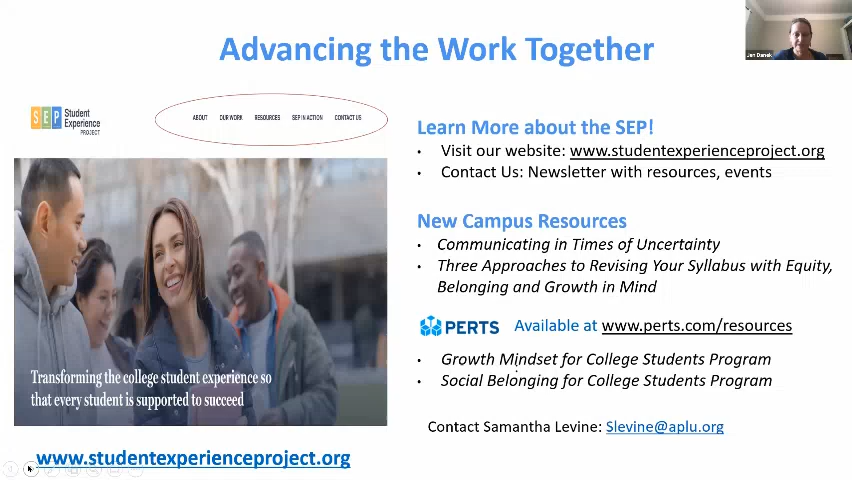 Advancing the Work Together
Jen Danek
SEP Student
Experience
PROJECT
ABOUT OUR WORK RESOURCES SEP IN ACTION CONTACT US
Transforming the college student experience so
that every student is supported to succeed
www.studentexperienceproject.org
Learn More about the SEP!
• Visit our website: www.studentexperienceproject.org
• Contact Us: Newsletter with resources, events
New Campus Resources
• Communicating in Times of Uncertainty
• Three Approaches to Revising Your Syllabus with Equity,
Belonging and Growth in Mind
PERTS Available at www.perts.com/resources
• Growth Mindset for College Students Program
• Social Belonging for College Students Program
Contact Samantha Levine: Slevine@aplu.org